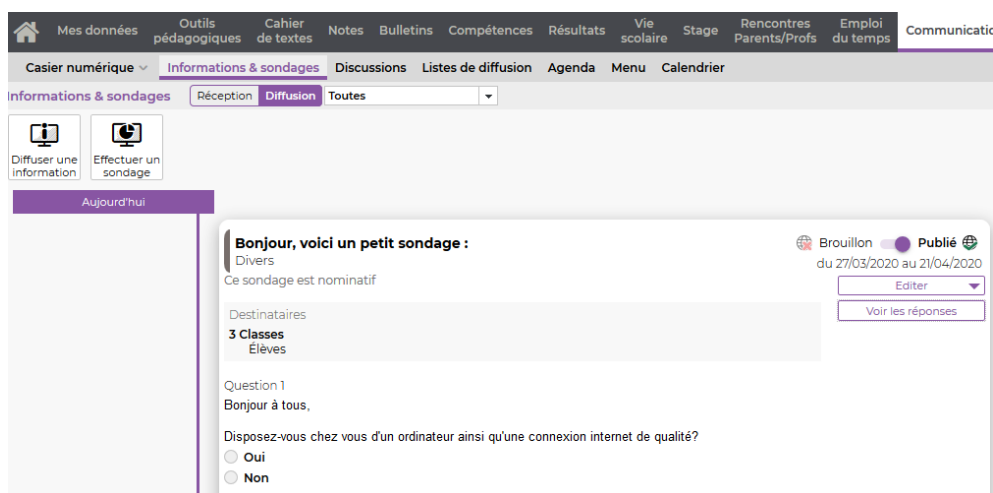 Mes données
Outils pédagogiques
Cahier de textes
Notes
Bulletins
Compétences
Résultats
Vie scolaire
Stage
Rencontres Parents/Profs
Emploi du temps
Communicatio
Casier numérique
Informations & sondages
Discussions
Listes de diffusion
Agenda
Menu
Calendrier
Informations & sondages
Réception
Diffusion
Toutes
Diffuser une information
Effectuer un sondage
Aujourd'hui
Bonjour, voici un petit sondage :
Divers
Ce sondage est nominatif
Brouillon
Publié
du 27/03/2020 au 21/04/2020
Editer
Voir les réponses
Destinataires
3 Classes
Élèves
Question 1
Bonjour à tous,
Disposez-vous chez vous d'un ordinateur ainsi qu'une connexion internet de qualité?
Oui
Non